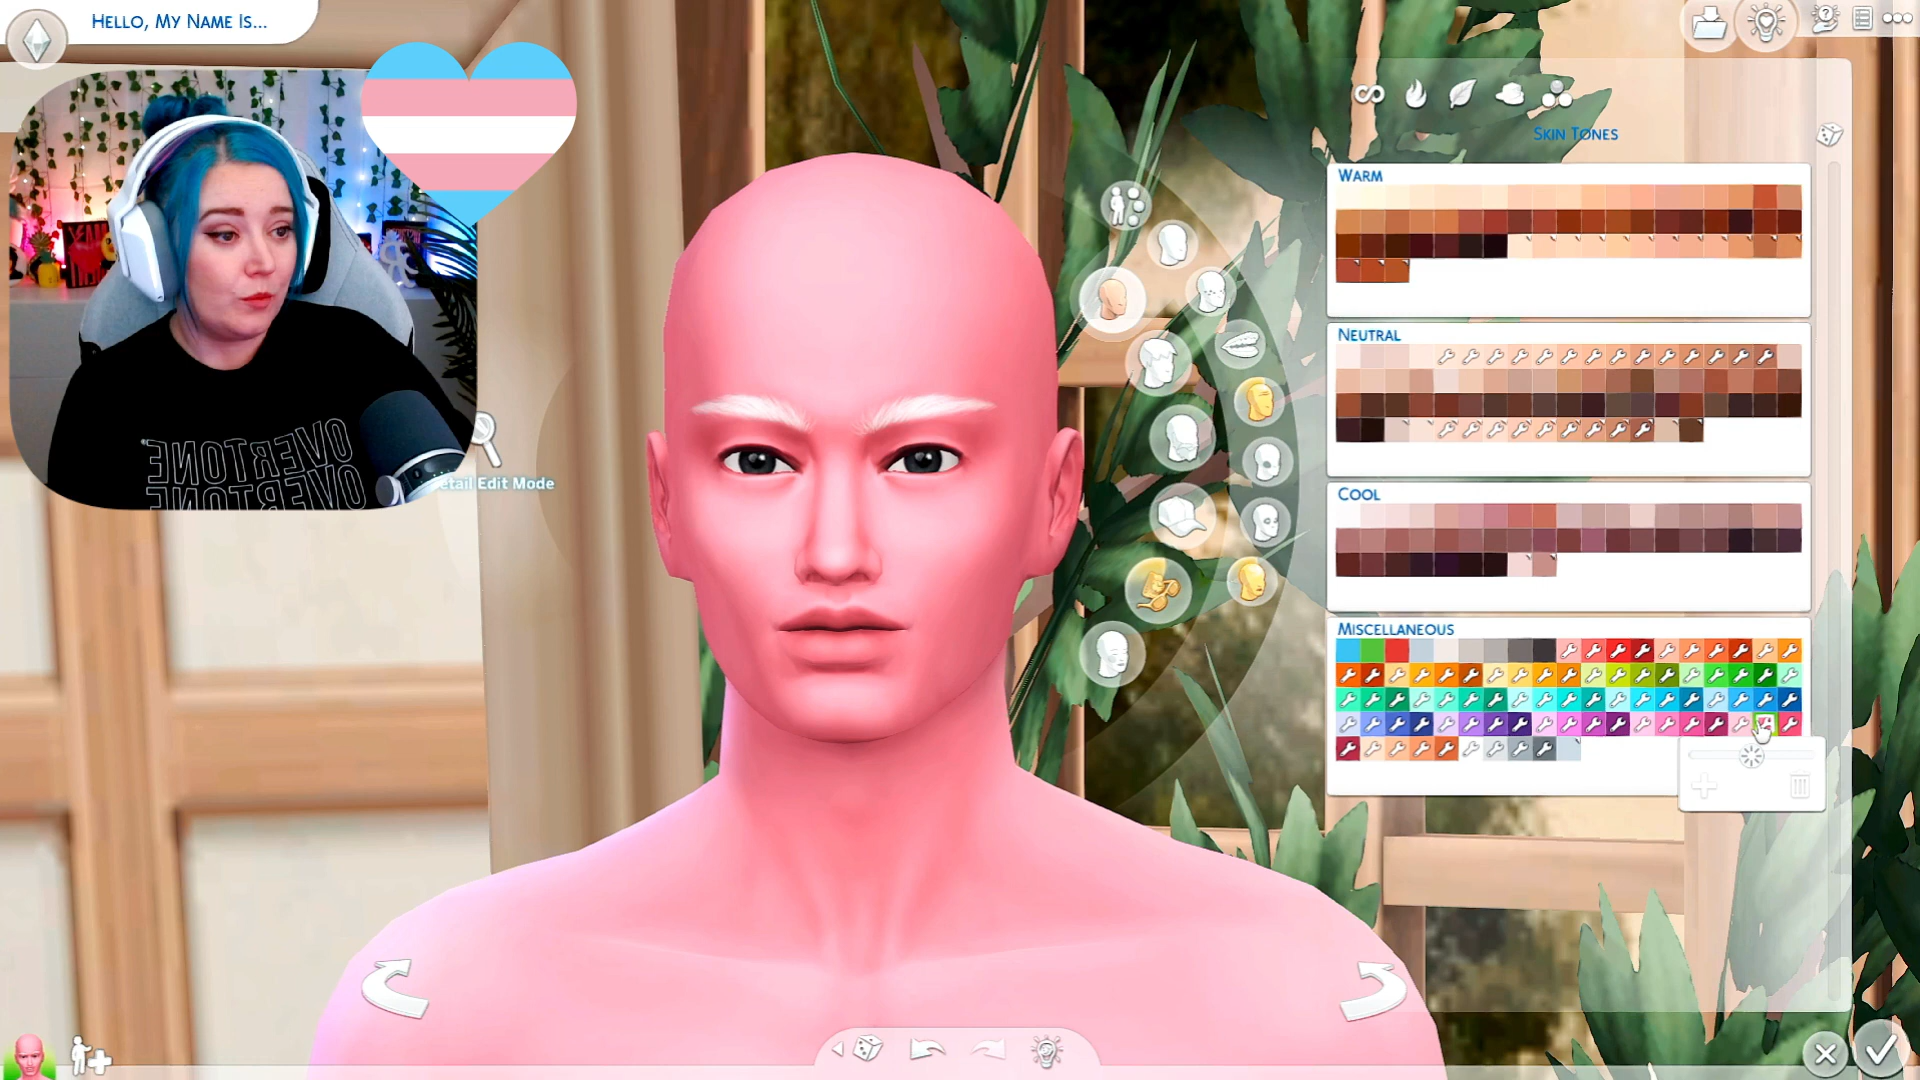 Hello, My Name Is...
Skin Tones
Warm
Neutral
OVERTONE
OVERTONE
etail Edit Mode
Cool
Miscellaneous